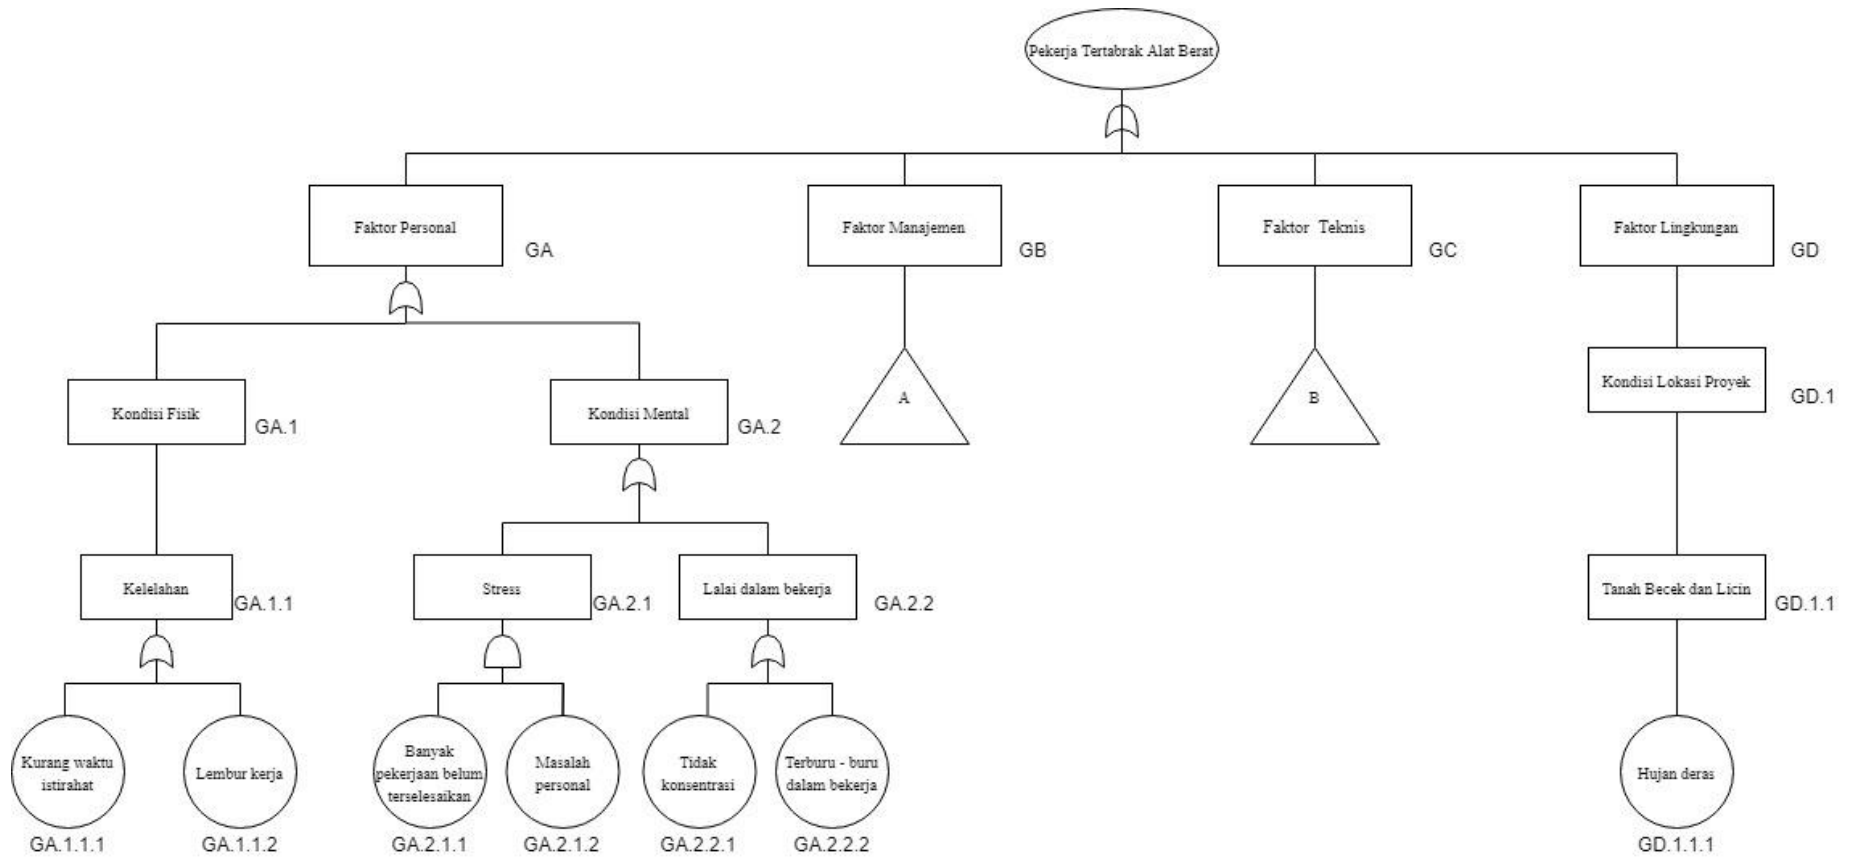 Pekerja Tertabrak Alat Berat
Faktor Personal
GA
Faktor Manajemen
GB
Faktor Teknis
GC
Faktor Lingkungan
GD
Kondisi Fisik
GA.1
Kondisi Mental
GA.2
A
B
Kondisi Lokasi Proyek
GD.1
Kelelahan
GA.1.1
Stress
GA.2.1
Lalai dalam bekerja
GA.2.2
Tanah Becek dan Licin
GD.1.1
Kurang waktu
istirahat
GA.1.1.1
Lembur kerja
GA.1.1.2
Banyak
pekerjaan belum
terselesaikan
GA.2.1.1
Masalah
personal
GA.2.1.2
Tidak
konsentrasi
GA.2.2.1
Terburu - buru
dalam bekerja
GA.2.2.2
Hujan deras
GD.1.1.1